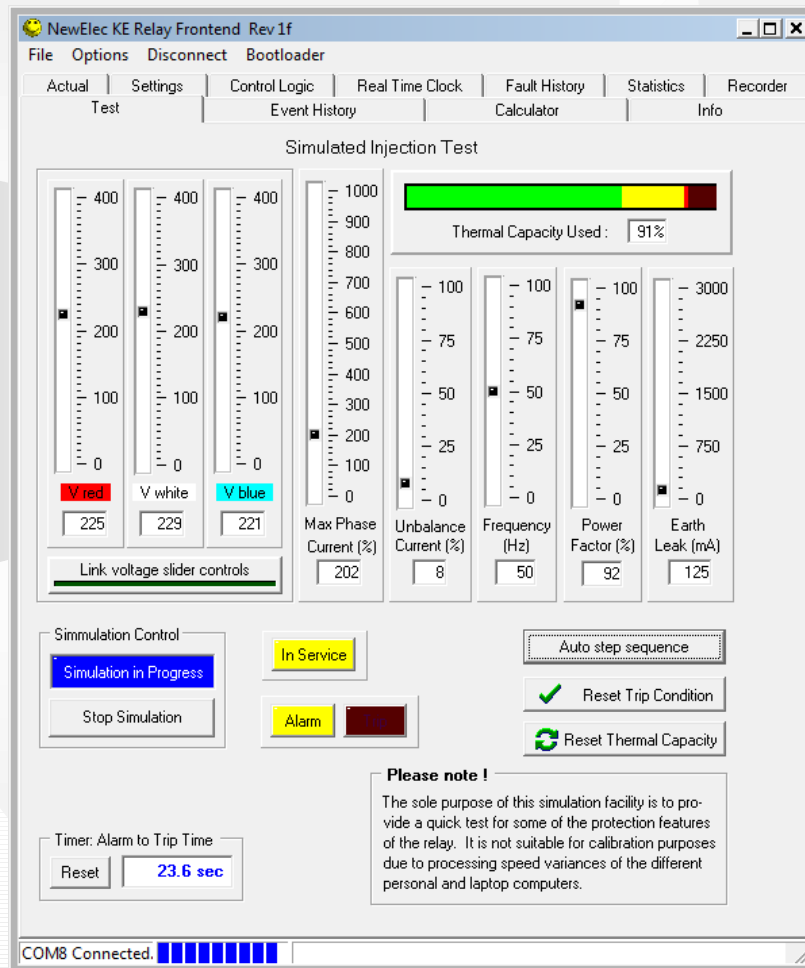 NewElec KE Relay Frontend Rev 1f
File Options Disconnect Bootloader
Actual Settings Control Logic Real Time Clock Fault History Statistics Recorder
Test Event History Calculator Info
Simulated Injection Test
400 400 400 1000
900
Thermal Capacity Used : 91%
800
300 300 300 700 100 100 100 3000
600
200 200 200 500 75 75 75 2250
400 50 50 50 1500
100 100 100 300
200 25 25 25 750
0 0 0 100
0 0 0 0 0
V red V white V blue
225 229 221
Max Phase Unbalance Frequency Power Earth
Current (%) Current (%) (Hz) Factor (%) Leak (mA)
202 8 50 92 125
Link voltage slider controls
Simmulation Control
Simulation in Progress
Stop Simulation
In Service
Alarm
Auto step sequence
Reset Trip Condition
Reset Thermal Capacity
Please note !
The sole purpose of this simulation facility is to pro-
vide a quick test for some of the protection features
of the relay. It is not suitable for calibration purposes
due to processing speed variances of the different
personal and laptop computers.
Timer: Alarm to Trip Time
Reset 23.6 sec
COM8 Connected.